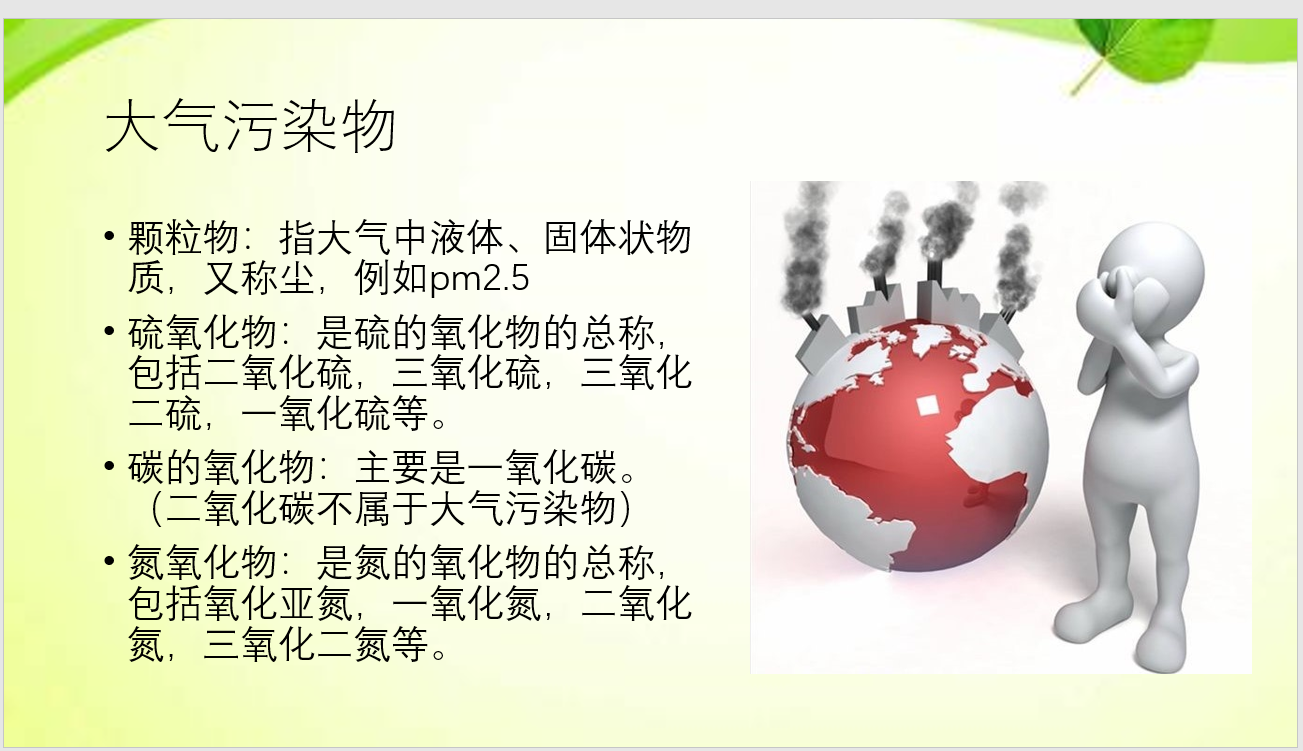 大气污染物
• 颗粒物：指大气中液体、固体状物
质，又称尘，例如pm2.5
• 硫氧化物：是硫的氧化物的总称，
包括二氧化硫，三氧化硫，三氧化
二硫，一氧化硫等。
• 碳的氧化物：主要是一氧化碳。
（二氧化碳不属于大气污染物）
• 氮氧化物：是氮的氧化物的总称，
包括氧化亚氮，一氧化氮，二氧化
氮，三氧化二氮等。